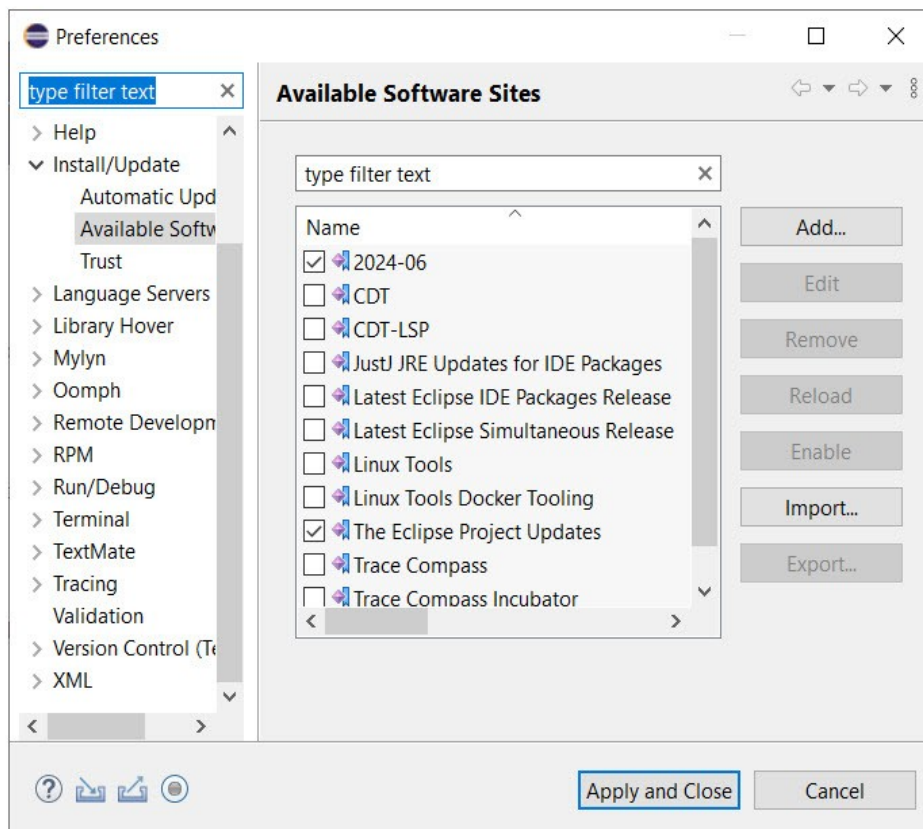 Preferences
type filter text
Help
Install/Update
Automatic Upd
Available Softw
Trust
Language Servers
Library Hover
Mylyn
Oomph
Remote Developm
RPM
Run/Debug
Terminal
TextMate
Tracing
Validation
Version Control (Te
XML
Available Software Sites
type filter text
Name
2024-06
CDT
CDT-LSP
JustJ JRE Updates for IDE Packages
Latest Eclipse IDE Packages Release
Latest Eclipse Simultaneous Release
Linux Tools
Linux Tools Docker Tooling
The Eclipse Project Updates
Trace Compass
Trace Compass Incubator
Add...
Edit
Remove
Reload
Enable
Import...
Export...
Apply and Close
Cancel